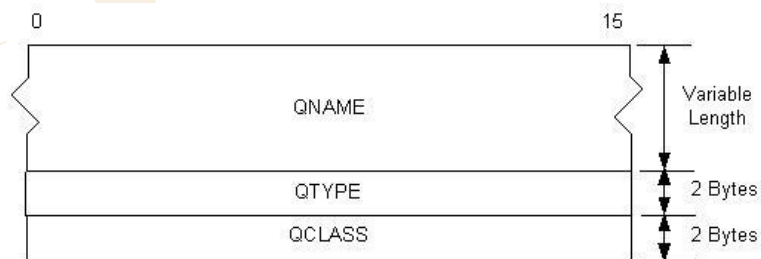 0 15
QNAME
Variable
Length
QTYPE
2 Bytes
QCLASS
2 Bytes